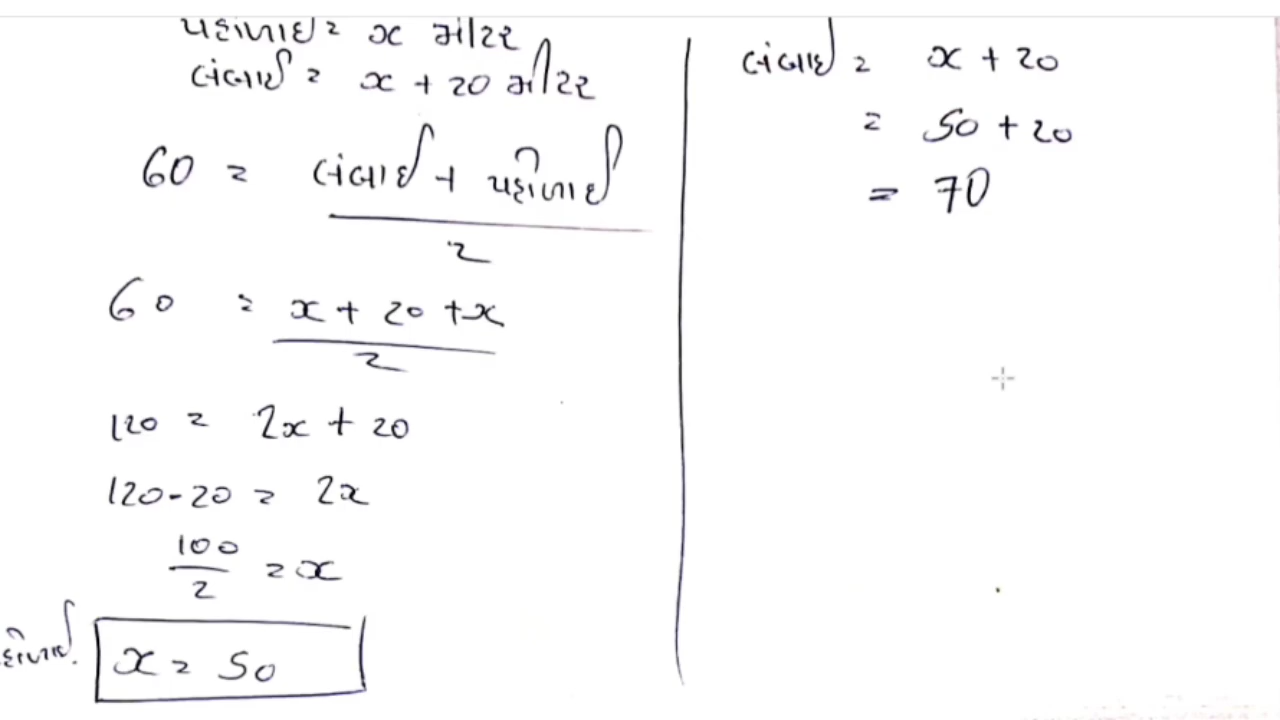 પહોળાઈ = x મીટર
લંબાઈ = x + 20 મીટર
60 = લંબાઈ + પહોળાઈ
2
60 = x + 20 + x
2
120 = 2x + 20
120 - 20 = 2x
100
2
= x
x = 50
લંબાઈ = x + 20
= 50 + 20
= 70